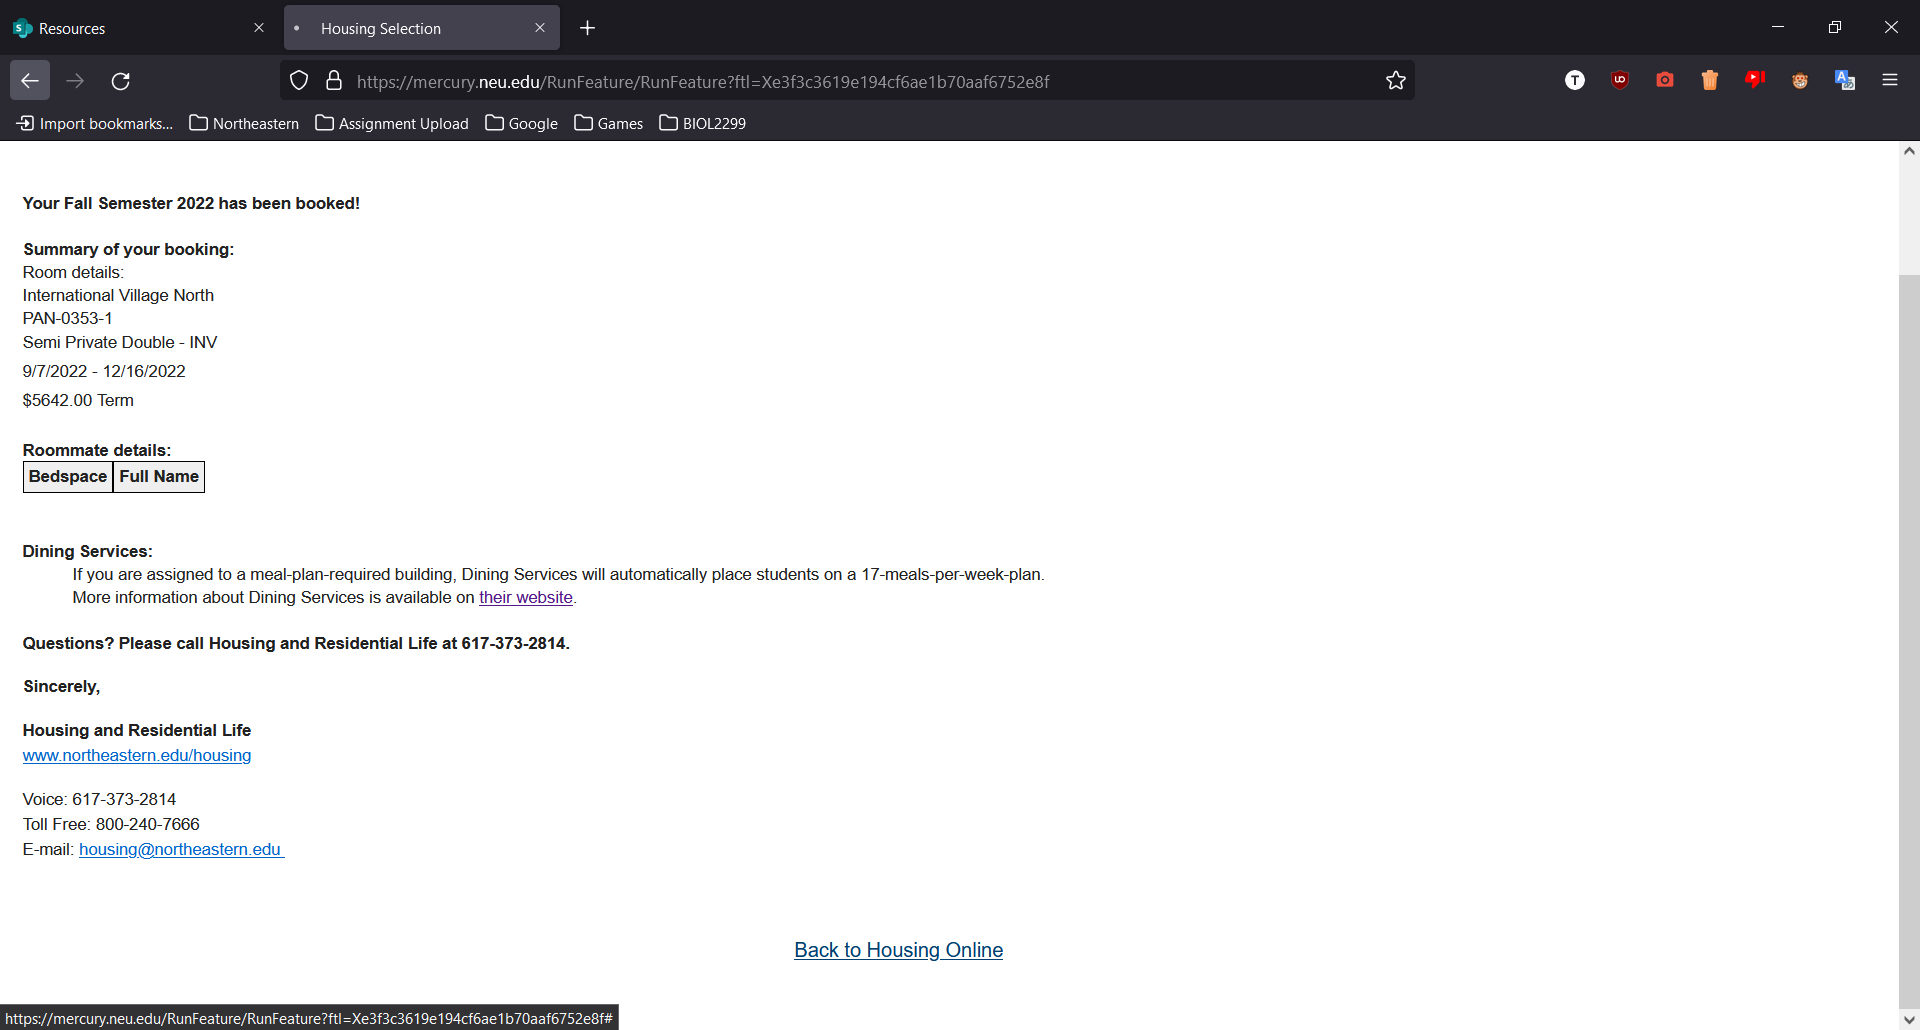 Resources
Housing Selection
https://mercury.neu.edu/RunFeature/RunFeature?ftl=Xe3f3c3619e194cf6ae1b70aaf6752e8f
Import bookmarks... Northeastern Assignment Upload Google Games BIOL2299
Your Fall Semester 2022 has been booked!
Summary of your booking:
Room details:
International Village North
PAN-0353-1
Semi Private Double - INV
9/7/2022 - 12/16/2022
$5642.00 Term
Roommate details:
Bedspace Full Name
Dining Services:
If you are assigned to a meal-plan-required building, Dining Services will automatically place students on a 17-meals-per-week-plan.
More information about Dining Services is available on their website.
Questions? Please call Housing and Residential Life at 617-373-2814.
Sincerely,
Housing and Residential Life
www.northeastern.edu/housing
Voice: 617-373-2814
Toll Free: 800-240-7666
E-mail: housing@northeastern.edu
Back to Housing Online
https://mercury.neu.edu/RunFeature/RunFeature?ftl=Xe3f3c3619e194cf6ae1b70aaf6752e8f#